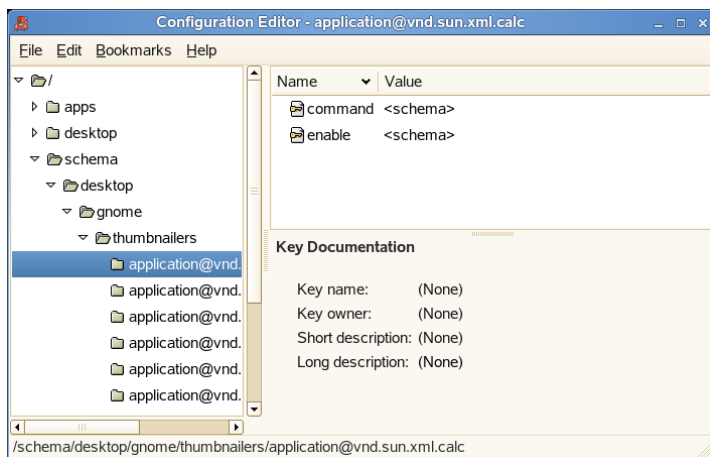 Configuration Editor - application@vnd.sun.xml.calc
File Edit Bookmarks Help
/
apps
desktop
schema
desktop
gnome
thumbnailers
application@vnd.
application@vnd.
application@vnd.
application@vnd.
application@vnd.
application@vnd.
Name Value
command <schema>
enable <schema>
Key Documentation
Key name: (None)
Key owner: (None)
Short description: (None)
Long description: (None)
/schema/desktop/gnome/thumbnailers/application@vnd.sun.xml.calc